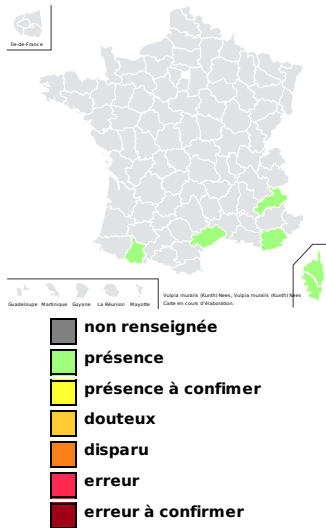 Île-de-France
Guadeloupe Martinique Guyane La Réunion Mayotte
Vulpia muralis (Kunth) Nees, Vulpia muralis (Kunth) Nees
Carte en cours d'élaboration.
non renseignée
présence
présence à confimer
douteux
disparu
erreur
erreur à confirmer